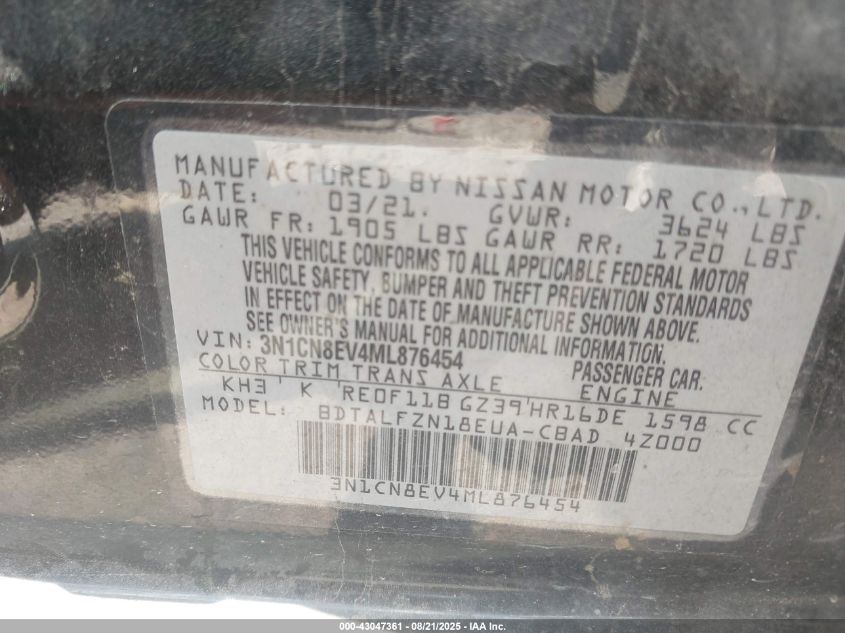 MANUFACTURED BY NISSAN MOTOR CO.,LTD.
DATE: 03/21. GVWR: 3624 LBS
GAWR FR: 1905 LBS GAWR RR: 1720 LBS
THIS VEHICLE CONFORMS TO ALL APPLICABLE FEDERAL MOTOR
VEHICLE SAFETY, BUMPER AND THEFT PREVENTION STANDARDS
IN EFFECT ON THE DATE OF MANUFACTURE SHOWN ABOVE.
SEE OWNER'S MANUAL FOR ADDITIONAL INFORMATION.
VIN: 3N1CN8EV4ML876454 PASSENGER CAR.
COLOR TRIM TRANS AXLE ENGINE
KH3 ' K 'RE0F11B GZ39'HR16DE 1598 CC
MODEL: BDTALFZN18EUA-CBAD 4Z000
3N1CN8EV4ML876454
000-43047361 - 08/21/2025 - IAA Inc.